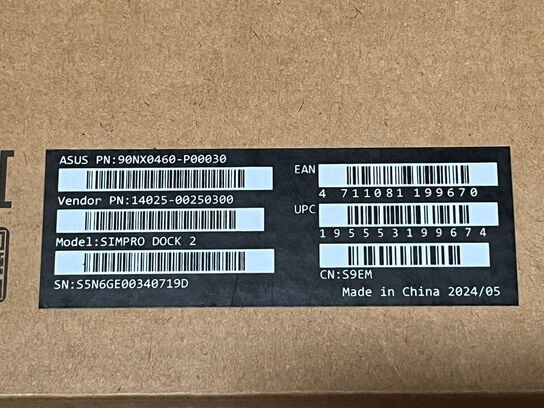 ASUS PN:90NX0460-P00030
Vendor PN:14025-00250300
Model:SIMPRO DOCK 2
SN:S5N6GE00340719D
EAN
4 711081 199670
UPC
1 95553 19967 4
CN:S9EM
Made in China 2024/05